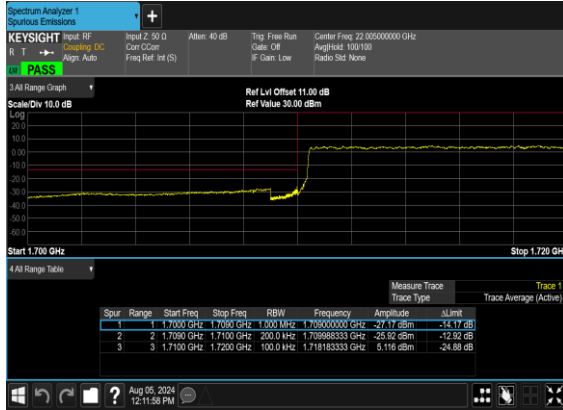 Spectrum Analyzer 1
Spurious Emissions
+
KEYSIGHT Input: RF Input Z: 50 Ω Atten: 40 dB Trig: Free Run Center Freq: 22.005000000 GHz
R T Coupling: DC Corr CCorr Gate: Off Avg|Hold: 100/100
Align: Auto Freq Ref: Int (S) IF Gain: Low Radio Std: None
PASS
3 All Range Graph
Ref Lvl Offset 11.00 dB
Scale/Div 10.0 dB Ref Value 30.00 dBm
Log
20.0
10.0
0.00
-10.0
-20.0
-30.0
-40.0
-50.0
-60.0
Start 1.700 GHz Stop 1.720 GH
4 All Range Table
Measure Trace Trace 1
Trace Type Trace Average (Active)
Spur Range Start Freq Stop Freq RBW Frequency Amplitude ΔLimit
1 1 1.7000 GHz 1.7090 GHz 1.000 MHz 1.709000000 GHz -27.17 dBm -14.17 dB
2 2 1.7090 GHz 1.7100 GHz 200.0 kHz 1.709988333 GHz -25.92 dBm -12.92 dB
3 3 1.7100 GHz 1.7200 GHz 100.0 kHz 1.718183333 GHz 5.116 dBm -24.88 dB
? Aug 05, 2024
12:11:58 PM